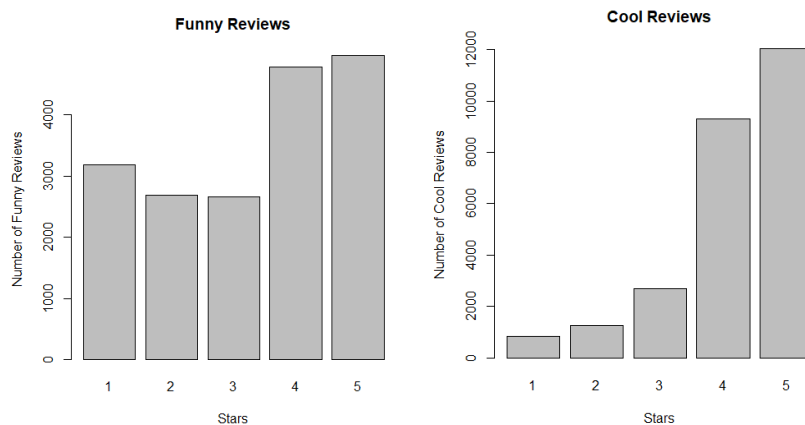 Funny Reviews
Number of Funny Reviews
4000
3000
2000
1000
0
1 2 3 4 5
Stars
Cool Reviews
Number of Cool Reviews
12000
10000
8000
6000
4000
2000
0
1 2 3 4 5
Stars